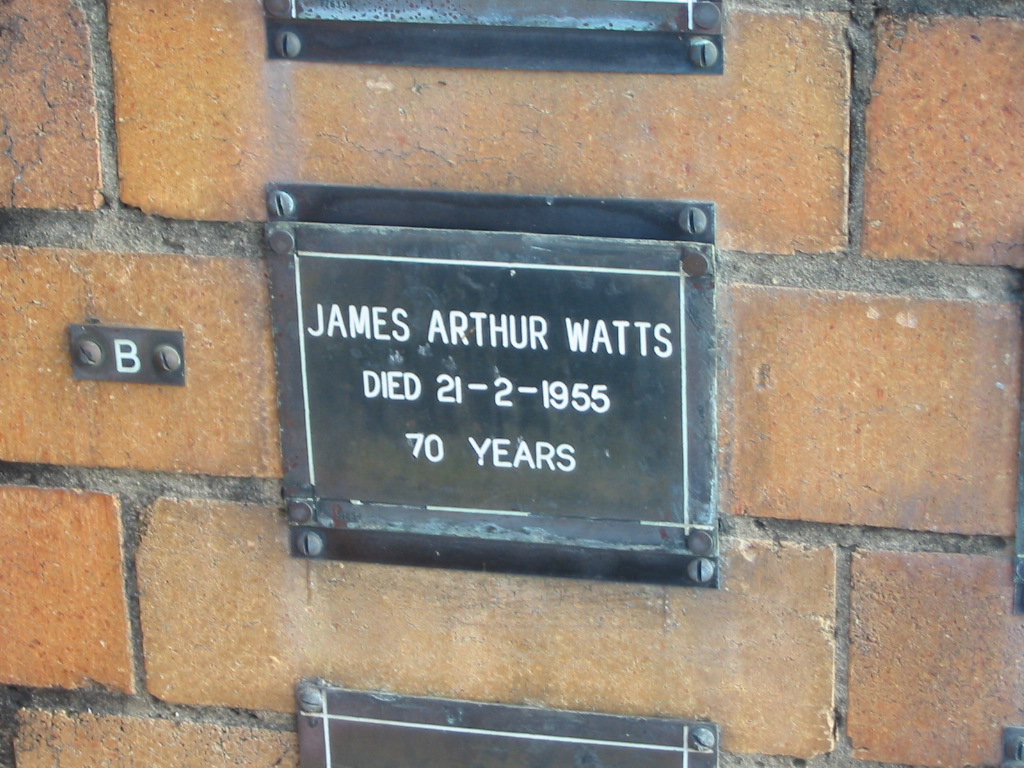 B
JAMES ARTHUR WATTS
DIED 21-2-1955
70 YEARS